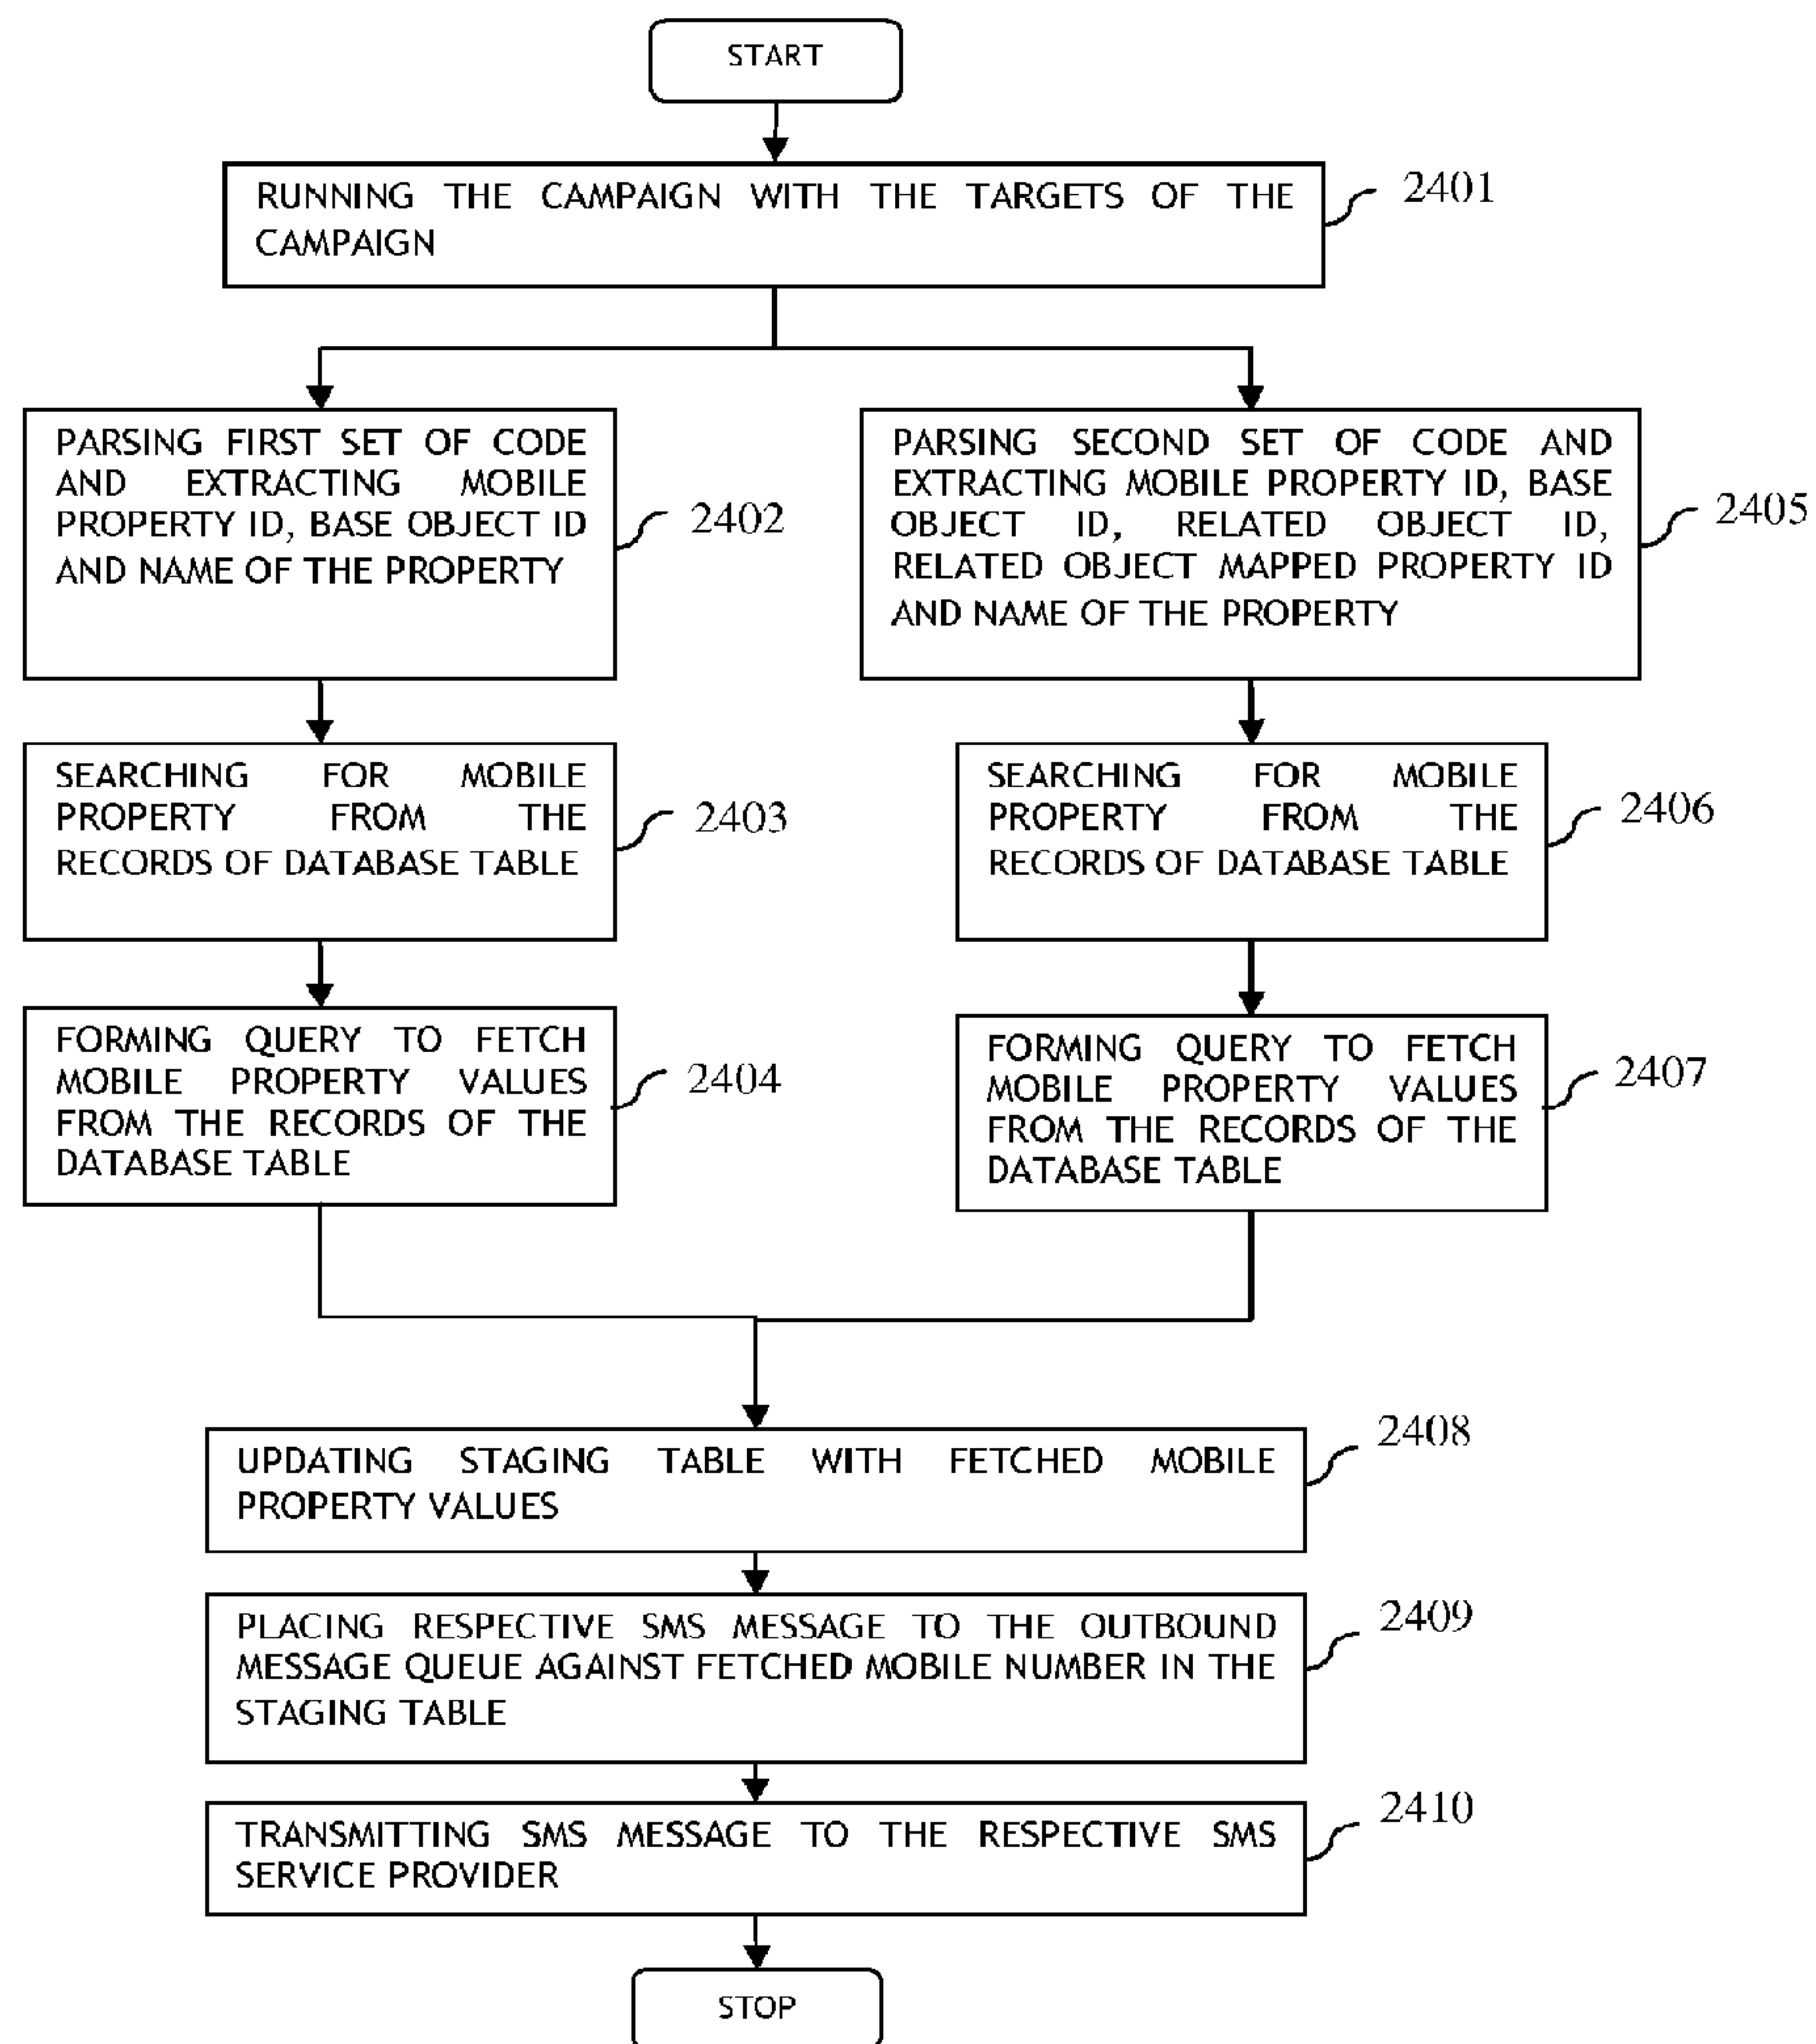 START
RUNNING THE CAMPAIGN WITH THE TARGETS OF THE
CAMPAIGN
2401
PARSING FIRST SET OF CODE
AND EXTRACTING MOBILE
PROPERTY ID, BASE OBJECT ID
AND NAME OF THE PROPERTY
2402
PARSING SECOND SET OF CODE AND
EXTRACTING MOBILE PROPERTY ID, BASE
OBJECT ID, RELATED OBJECT ID,
RELATED OBJECT MAPPED PROPERTY ID
AND NAME OF THE PROPERTY
2405
SEARCHING FOR MOBILE
PROPERTY FROM THE
RECORDS OF DATABASE TABLE
2403
SEARCHING FOR MOBILE
PROPERTY FROM THE
RECORDS OF DATABASE TABLE
2406
FORMING QUERY TO FETCH
MOBILE PROPERTY VALUES
FROM THE RECORDS OF THE
DATABASE TABLE
2404
FORMING QUERY TO FETCH
MOBILE PROPERTY VALUES
FROM THE RECORDS OF THE
DATABASE TABLE
2407
UPDATING STAGING TABLE WITH FETCHED MOBILE
PROPERTY VALUES
2408
PLACING RESPECTIVE SMS MESSAGE TO THE OUTBOUND
MESSAGE QUEUE AGAINST FETCHED MOBILE NUMBER IN THE
STAGING TABLE
2409
TRANSMITTING SMS MESSAGE TO THE RESPECTIVE SMS
SERVICE PROVIDER
2410
STOP